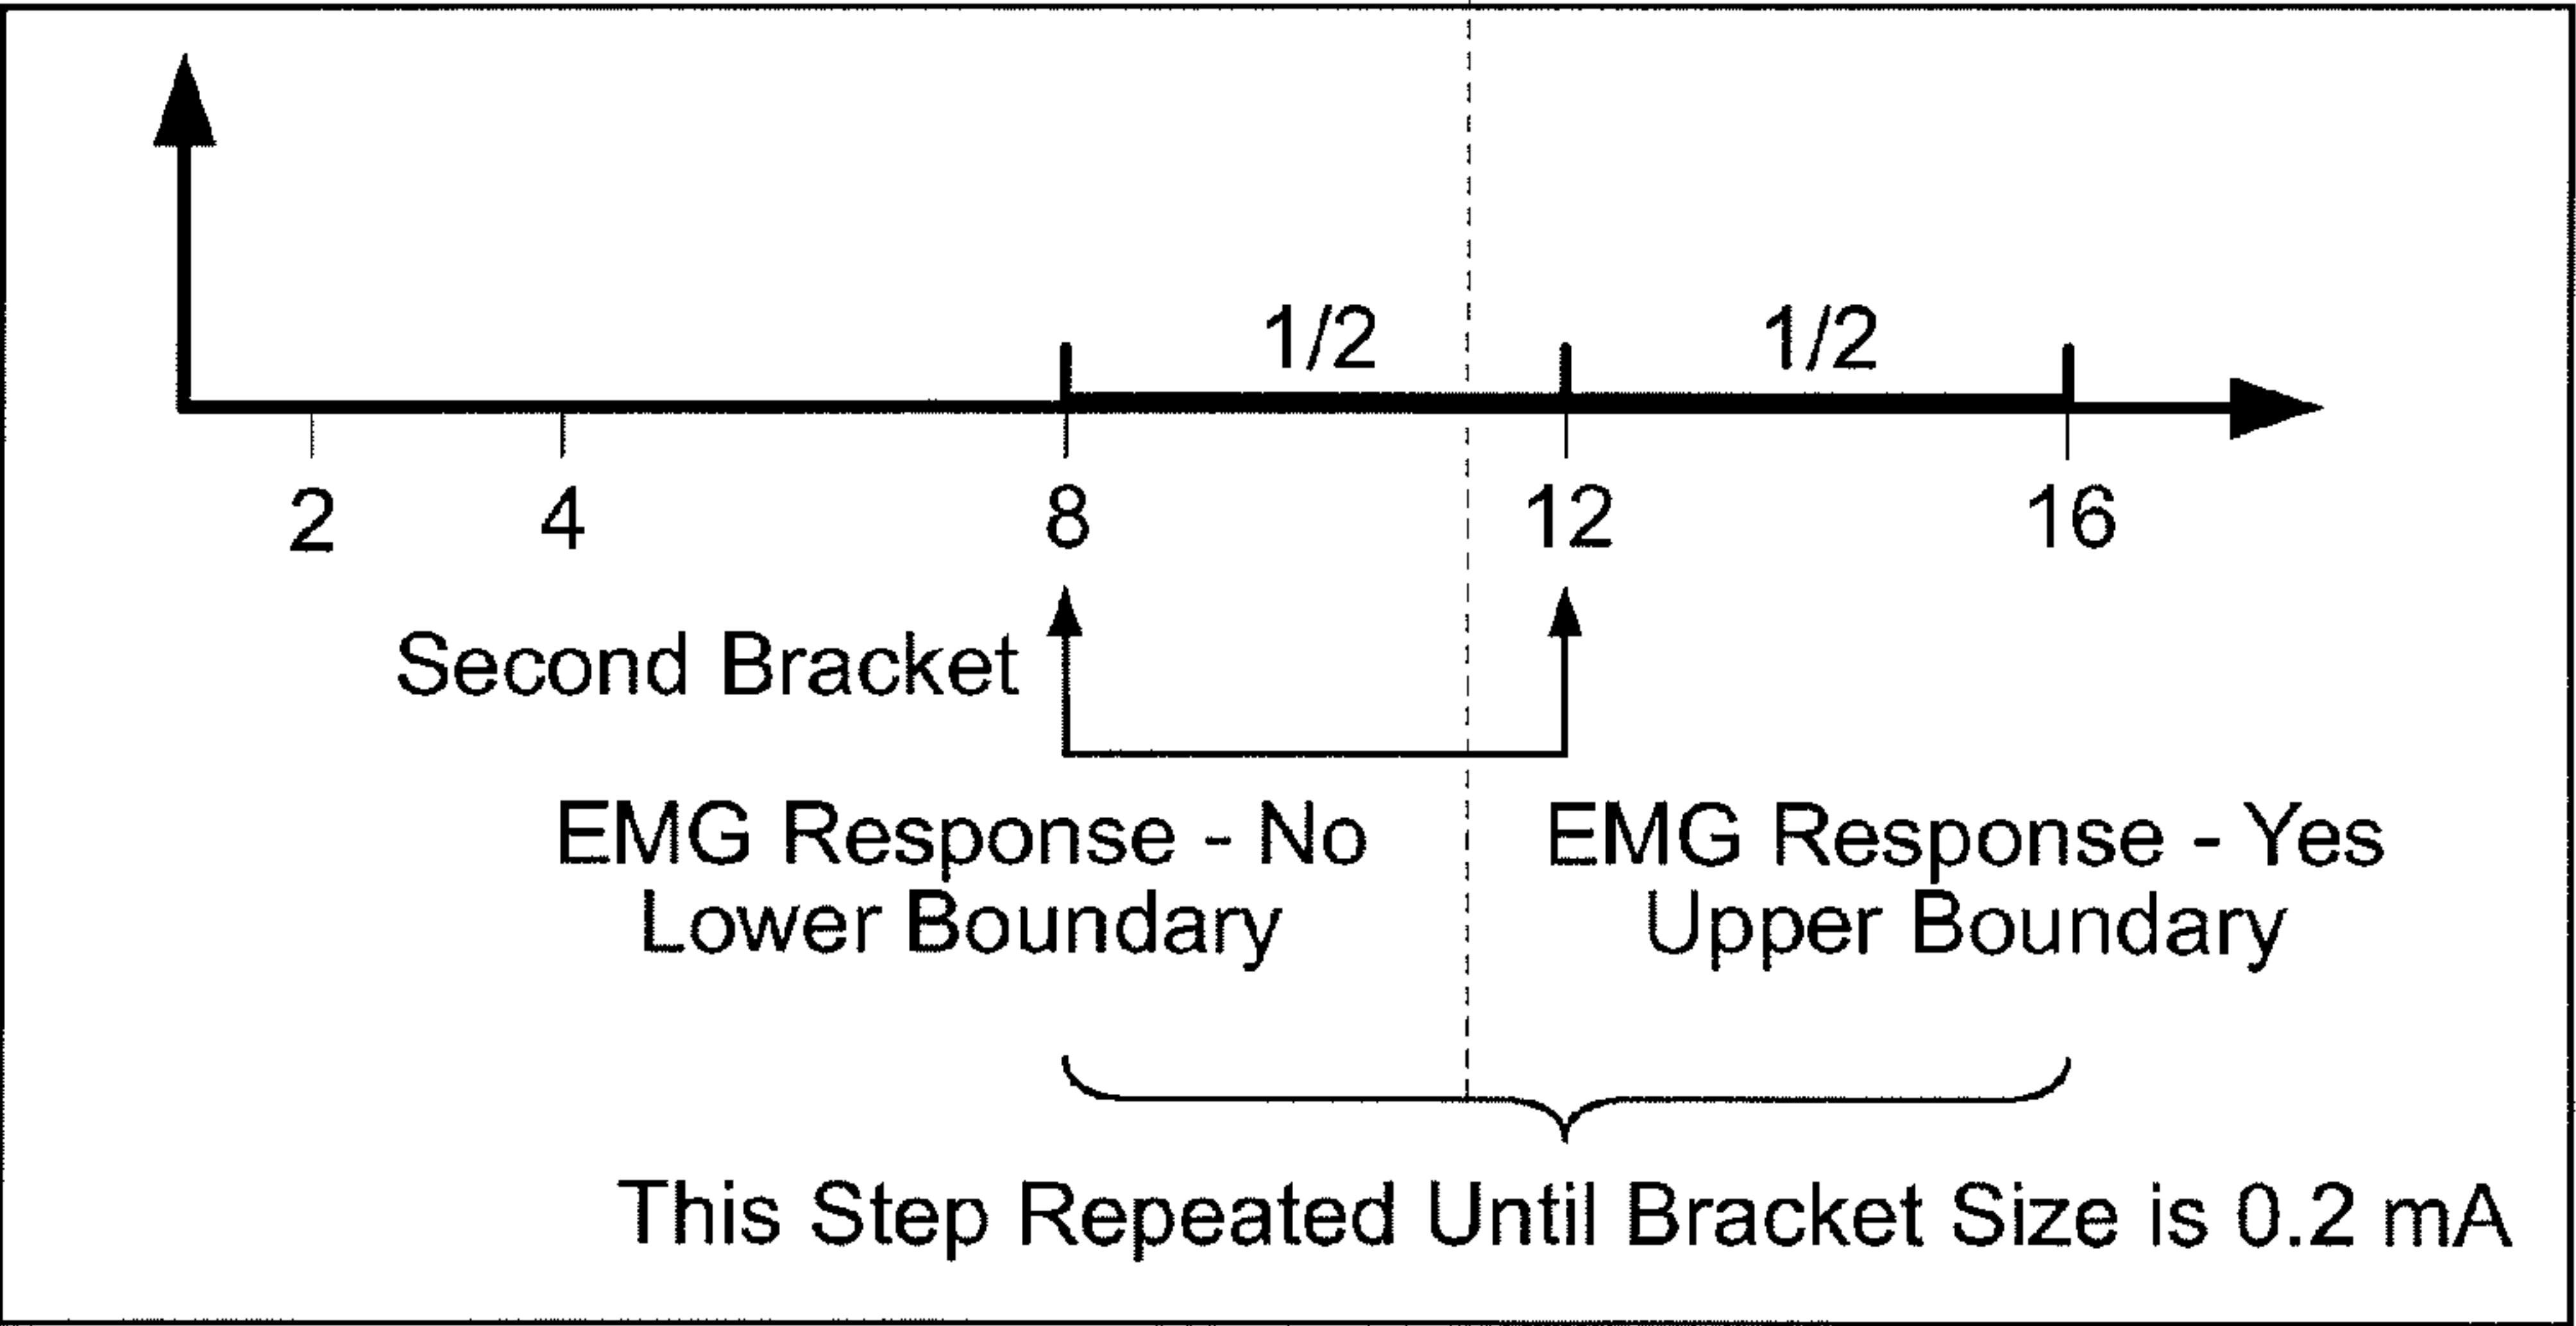 1/2 1/2
2 4 8 12 16
Second Bracket
EMG Response - No EMG Response - Yes
Lower Boundary Upper Boundary
This Step Repeated Until Bracket Size is 0.2 mA